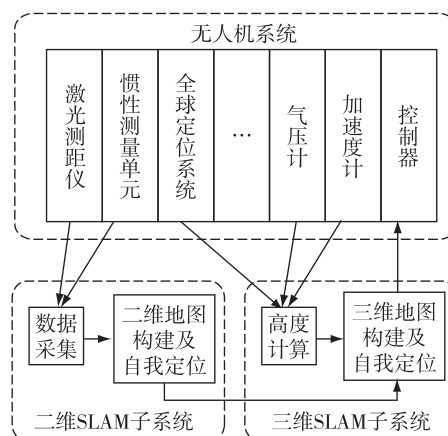 无人机系统
激光测距仪
惯性测量单元
全球定位系统
…
气压计
加速度计
控制器
数据
采集
二维地图
构建及
自我定位
二维SLAM子系统
高度
计算
三维地图
构建及
自我定位
三维SLAM子系统